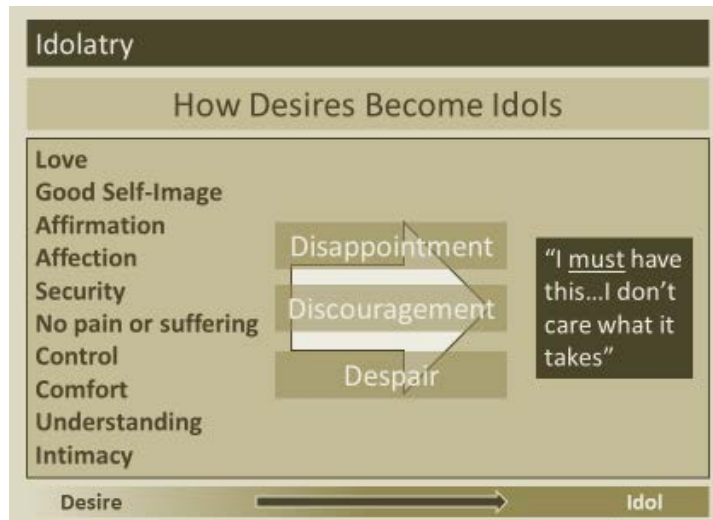 Idolatry
How Desires Become Idols
Love
Good Self-Image
Affirmation
Affection
Security
No pain or suffering
Control
Comfort
Understanding
Intimacy
Disappointment
Discouragement
Despair
“I must have
this...I don’t
care what it
takes”
Desire
Idol